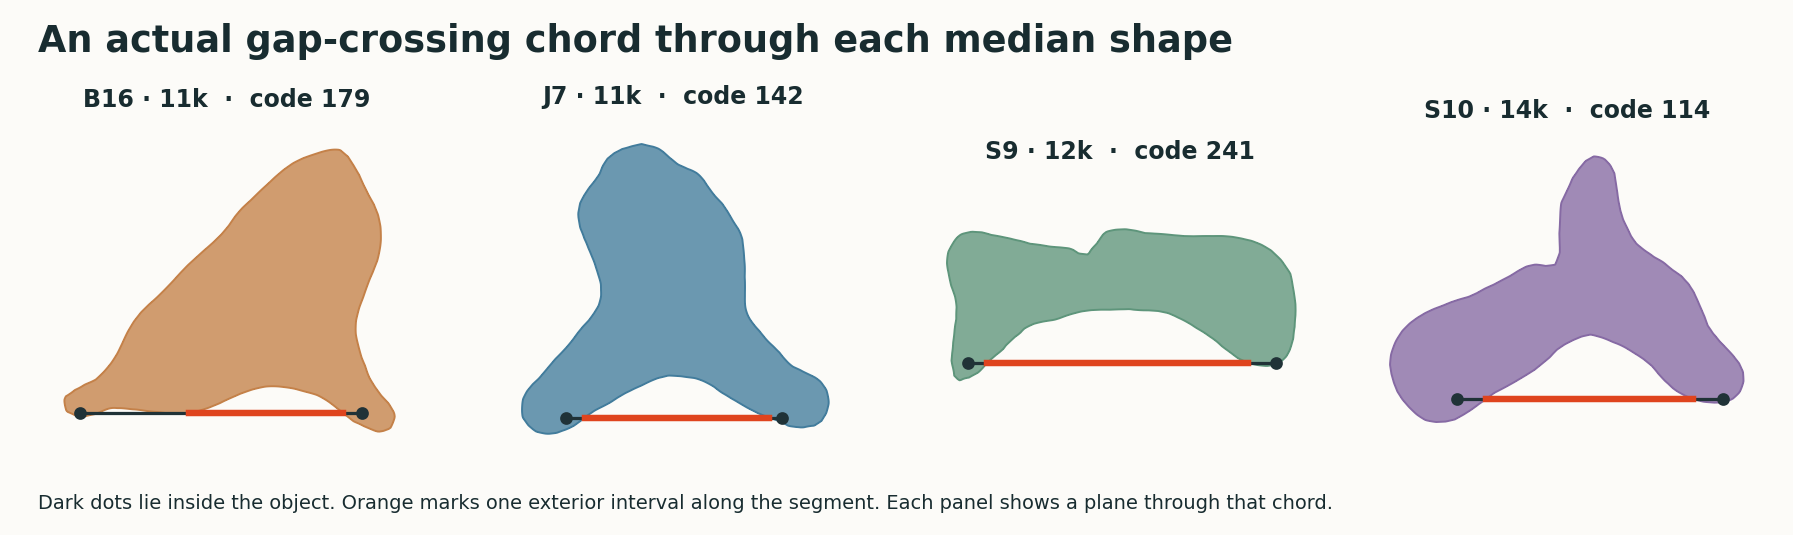 An actual gap-crossing chord through each median shape
B16 · 11k · code 179
J7 · 11k · code 142
S9 · 12k · code 241
S10 · 14k · code 114
Dark dots lie inside the object. Orange marks one exterior interval along the segment. Each panel shows a plane through that chord.